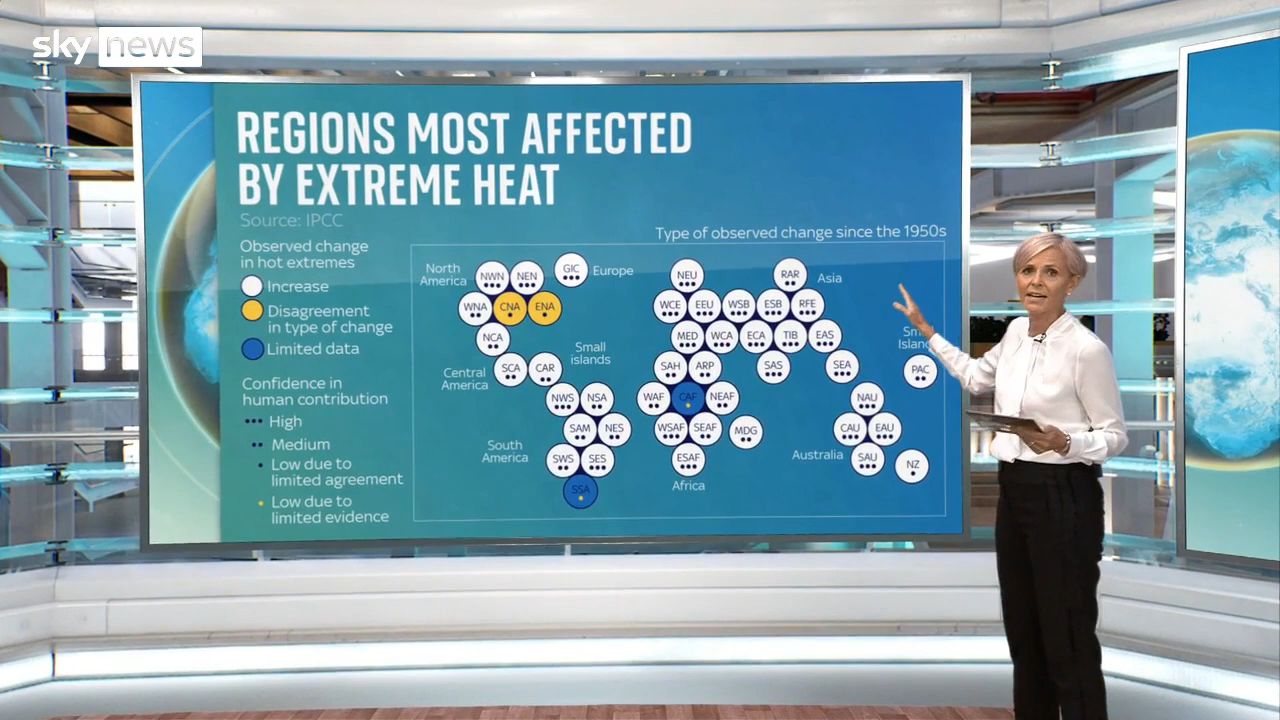 sky news
REGIONS MOST AFFECTED
BY EXTREME HEAT
Source: IPCC
Type of observed change since the 1950s
Observed change
in hot extremes
Increase
Disagreement
in type of change
Limited data
Confidence in
human contribution
High
Medium
Low due to
limited agreement
Low due to
limited evidence
North
America
NWN NEN GIC Europe
WNA CNA ENA
NCA
Small
islands
Central
America
SCA CAR
NWS NSA
SAM NES
South
America
SWS SES
SSA
NEU RAR Asia
WCE EEU WSB ESB RFE
MED WCA ECA TIB EAS
SAH ARP SAS SEA
WAF CAF NEAF
WSAF SEAF MDG
ESAF
Africa
PAC
NAU
CAU EAU
Australia
SAU NZ